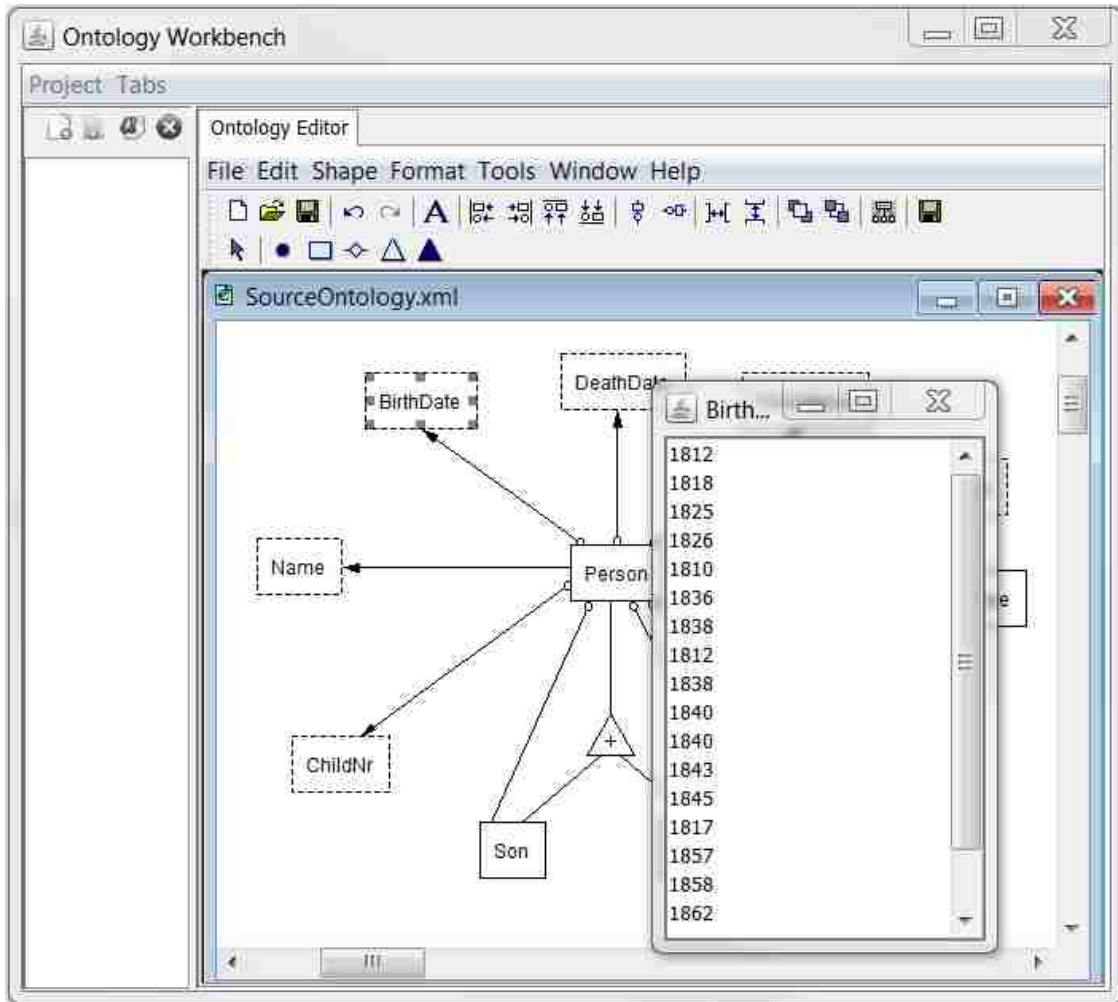 Ontology Workbench
Project Tabs
Ontology Editor
File Edit Shape Format Tools Window Help
A
SourceOntology.xml
BirthDate
DeathDate
Birth...
1812
1818
1825
1826
1810
1836
1838
1812
1838
1840
1840
1843
1845
1817
1857
1858
1862
Name
Person
e
+
ChildNr
Son